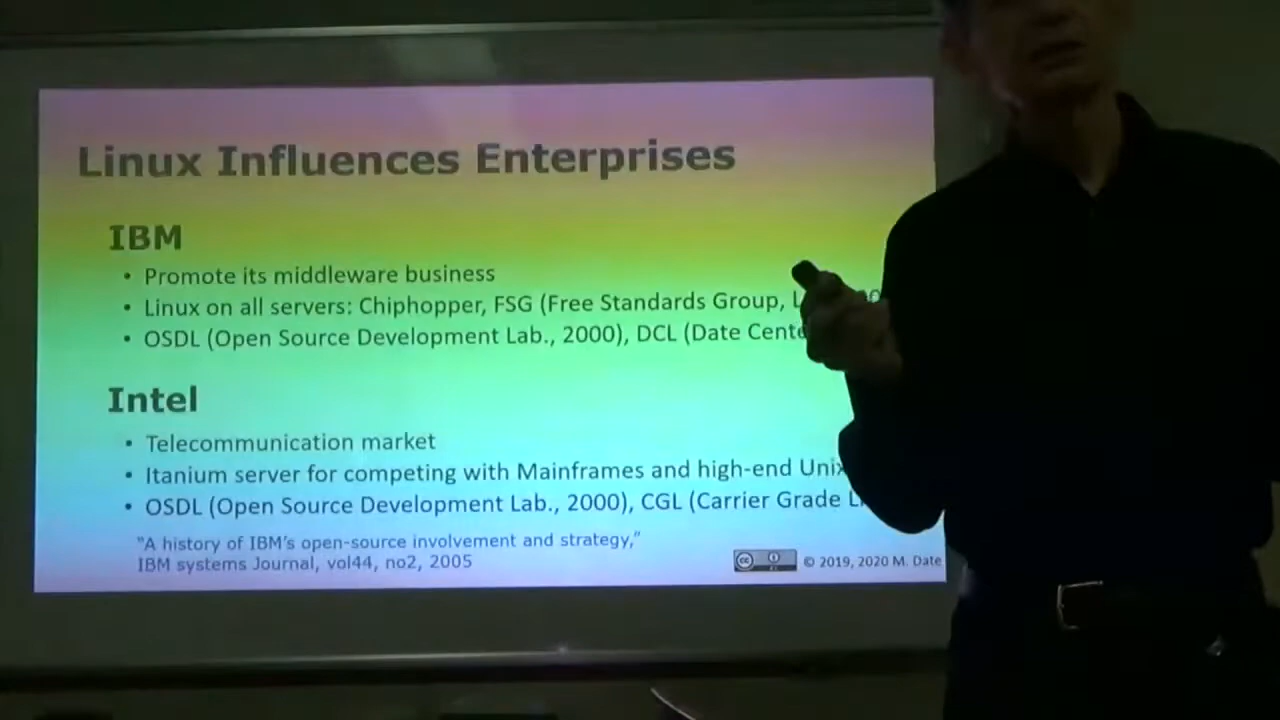 Linux Influences Enterprises
IBM
• Promote its middleware business
• Linux on all servers: Chiphopper, FSG (Free Standards Group,
• OSDL (Open Source Development Lab., 2000), DCL (Date
Intel
• Telecommunication market
• Itanium server for competing with Mainframes and high-end Unix
• OSDL (Open Source Development Lab., 2000), CGL (Carrier Grade
"A history of IBM's open-source involvement and strategy,"
IBM systems Journal, vol44, no2, 2005
cc
© 2019, 2020 M. Date